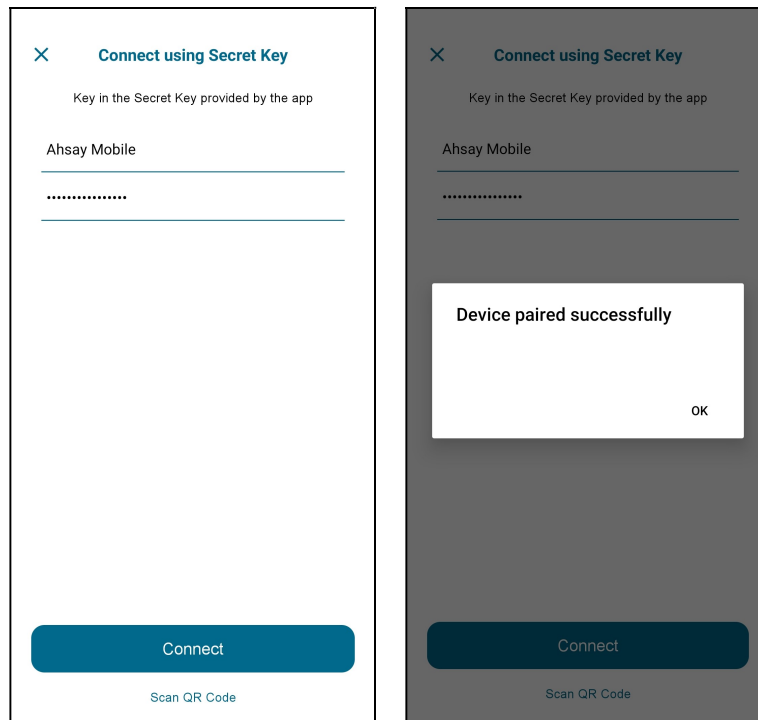 Connect using Secret Key
Key in the Secret Key provided by the app
Ahsay Mobile
••••••••••••••••
Connect
Scan QR Code
Connect using Secret Key
Key in the Secret Key provided by the app
Ahsay Mobile
••••••••••••••••
Device paired successfully
OK
Connect
Scan QR Code